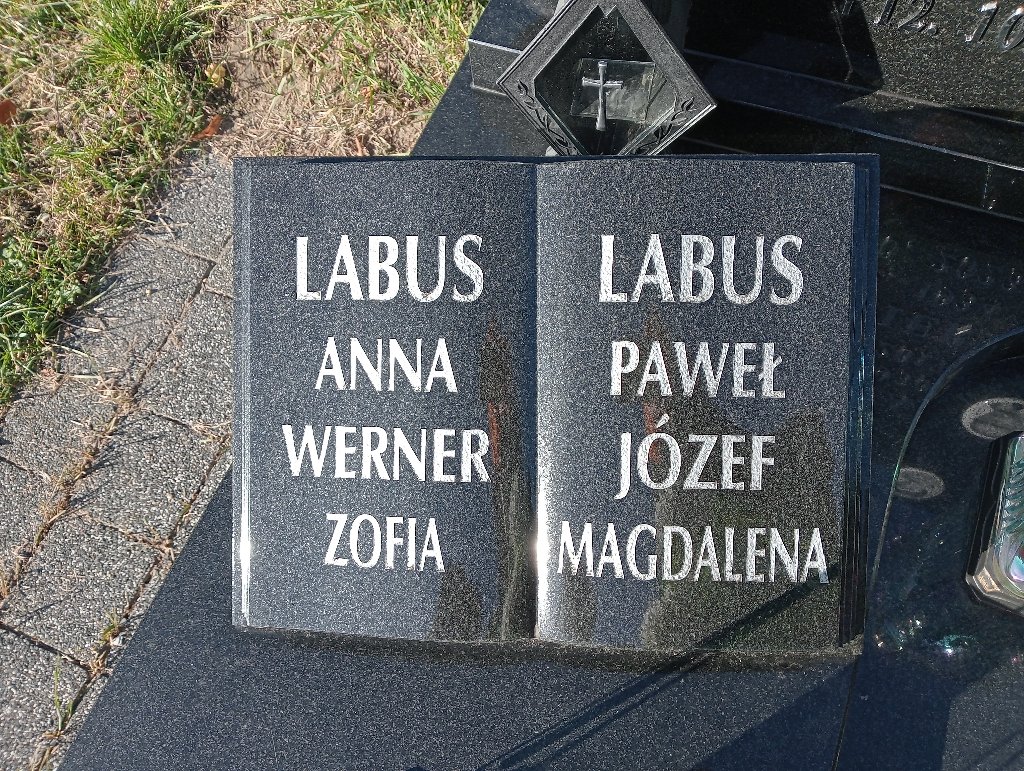 LABUS
ANNA
WERNER
ZOFIA
LABUS
PAWEŁ
JÓZEF
MAGDALENA